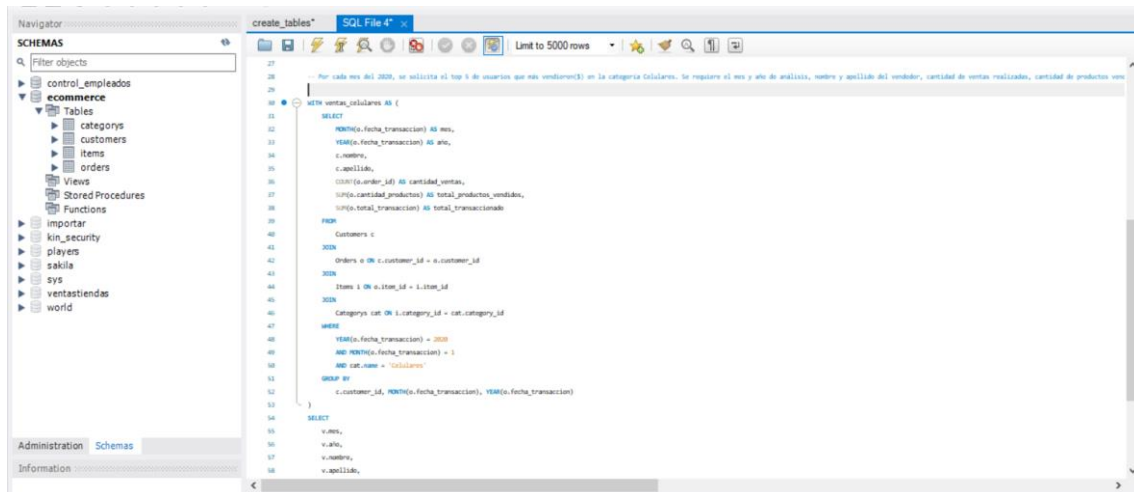 Navigator
create_tables*
SQL File 4*
SCHEMAS
Limit to 5000 rows
Filter objects
control_empleados
ecommerce
Tables
categorys
customers
items
orders
Views
Stored Procedures
Functions
importar
kin_security
players
sakila
sys
ventastiendas
world
Administration Schemas
Information
27
28 -- Por cada mes del 2020, se solicita el top 5 de usuarios que más vendieron($) en la categoría Celulares. Se requiere el mes y año de análisis, nombre y apellido del vendedor, cantidad de ventas realizadas, cantidad de productos venc
29
30 WITH ventas_celulares AS (
31 SELECT
32 MONTH(o.fecha_transaccion) AS mes,
33 YEAR(o.fecha_transaccion) AS año,
34 c.nombre,
35 c.apellido,
36 COUNT(o.order_id) AS cantidad_ventas,
37 SUM(o.cantidad_productos) AS total_productos_vendidos,
38 SUM(o.total_transaccion) AS total_transaccionado
39 FROM
40 Customers c
41 JOIN
42 Orders o ON c.customer_id = o.customer_id
43 JOIN
44 Items i ON o.item_id = i.item_id
45 JOIN
46 Categorys cat ON i.category_id = cat.category_id
47 WHERE
48 YEAR(o.fecha_transaccion) = 2020
49 AND MONTH(o.fecha_transaccion) = 1
50 AND cat.name = 'Celulares'
51 GROUP BY
52 c.customer_id, MONTH(o.fecha_transaccion), YEAR(o.fecha_transaccion)
53 )
54 SELECT
55 v.mes,
56 v.año,
57 v.nombre,
58 v.apellido,